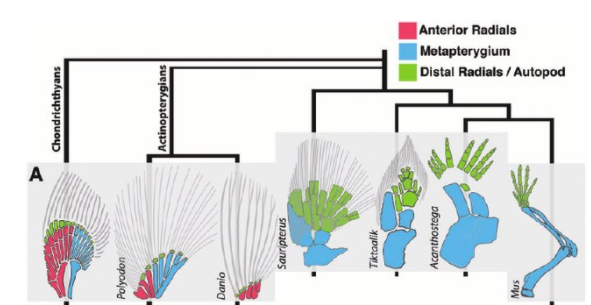 Anterior Radials
Metapterygium
Distal Radials / Autopod
Chondrichthyans
Actinopterygians
A
Polyodon
Danio
Sauripterus
Tiktaalik
Acanthostega
Mus